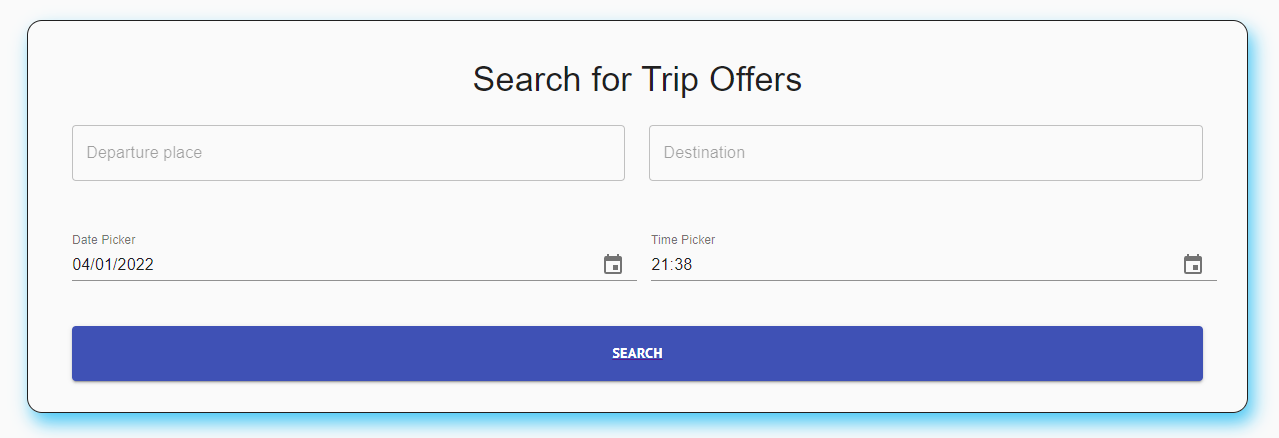 Search for Trip Offers
Departure place
Destination
Date Picker
Time Picker
04/01/2022
21:38
SEARCH